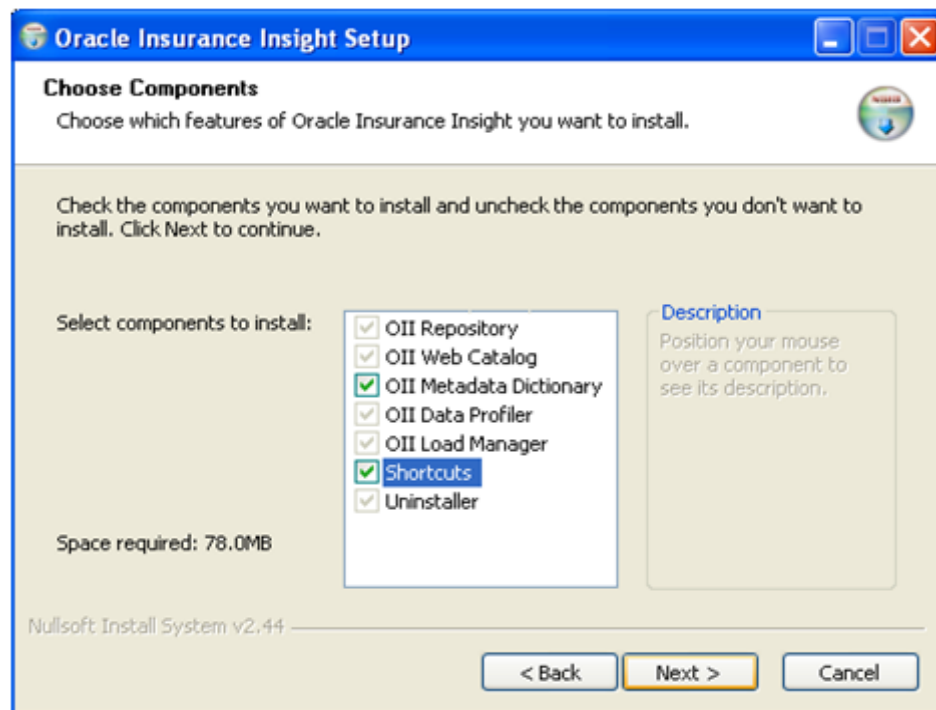 Oracle Insurance Insight Setup
Choose Components
Choose which features of Oracle Insurance Insight you want to install.
Check the components you want to install and uncheck the components you don't want to
install. Click Next to continue.
Select components to install:
OII Repository
OII Web Catalog
OII Metadata Dictionary
OII Data Profiler
OII Load Manager
Shortcuts
Uninstaller
Description
Position your mouse
over a component to
see its description.
Space required: 78.0MB
Nullsoft Install System v2.44
< Back
Next >
Cancel